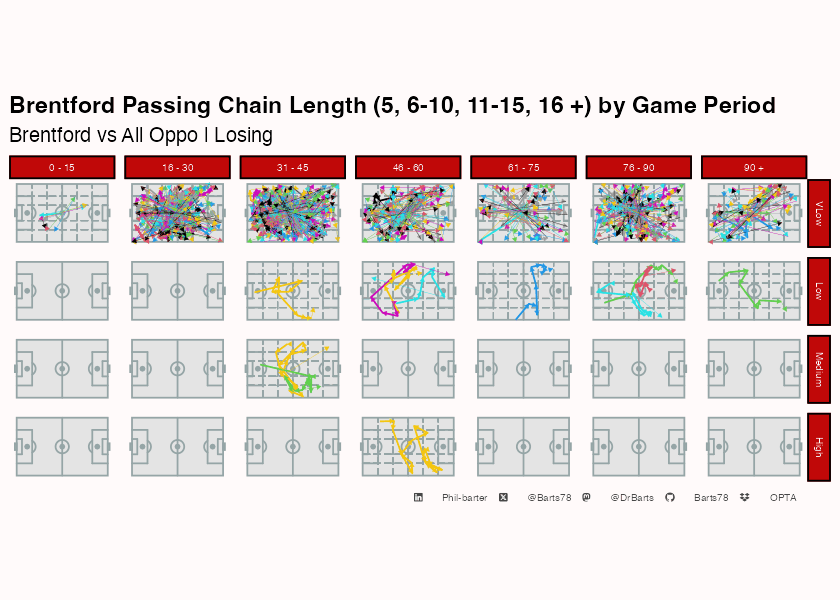 Brentford Passing Chain Length (5, 6-10, 11-15, 16 +) by Game Period
Brentford vs All Oppo | Losing
0 - 15 16 - 30 31 - 45 46 - 60 61 - 75 76 - 90 90 +
V.Low
Low
Medium
High
Phil-barter @Barts78 @DrBarts Barts78 OPTA